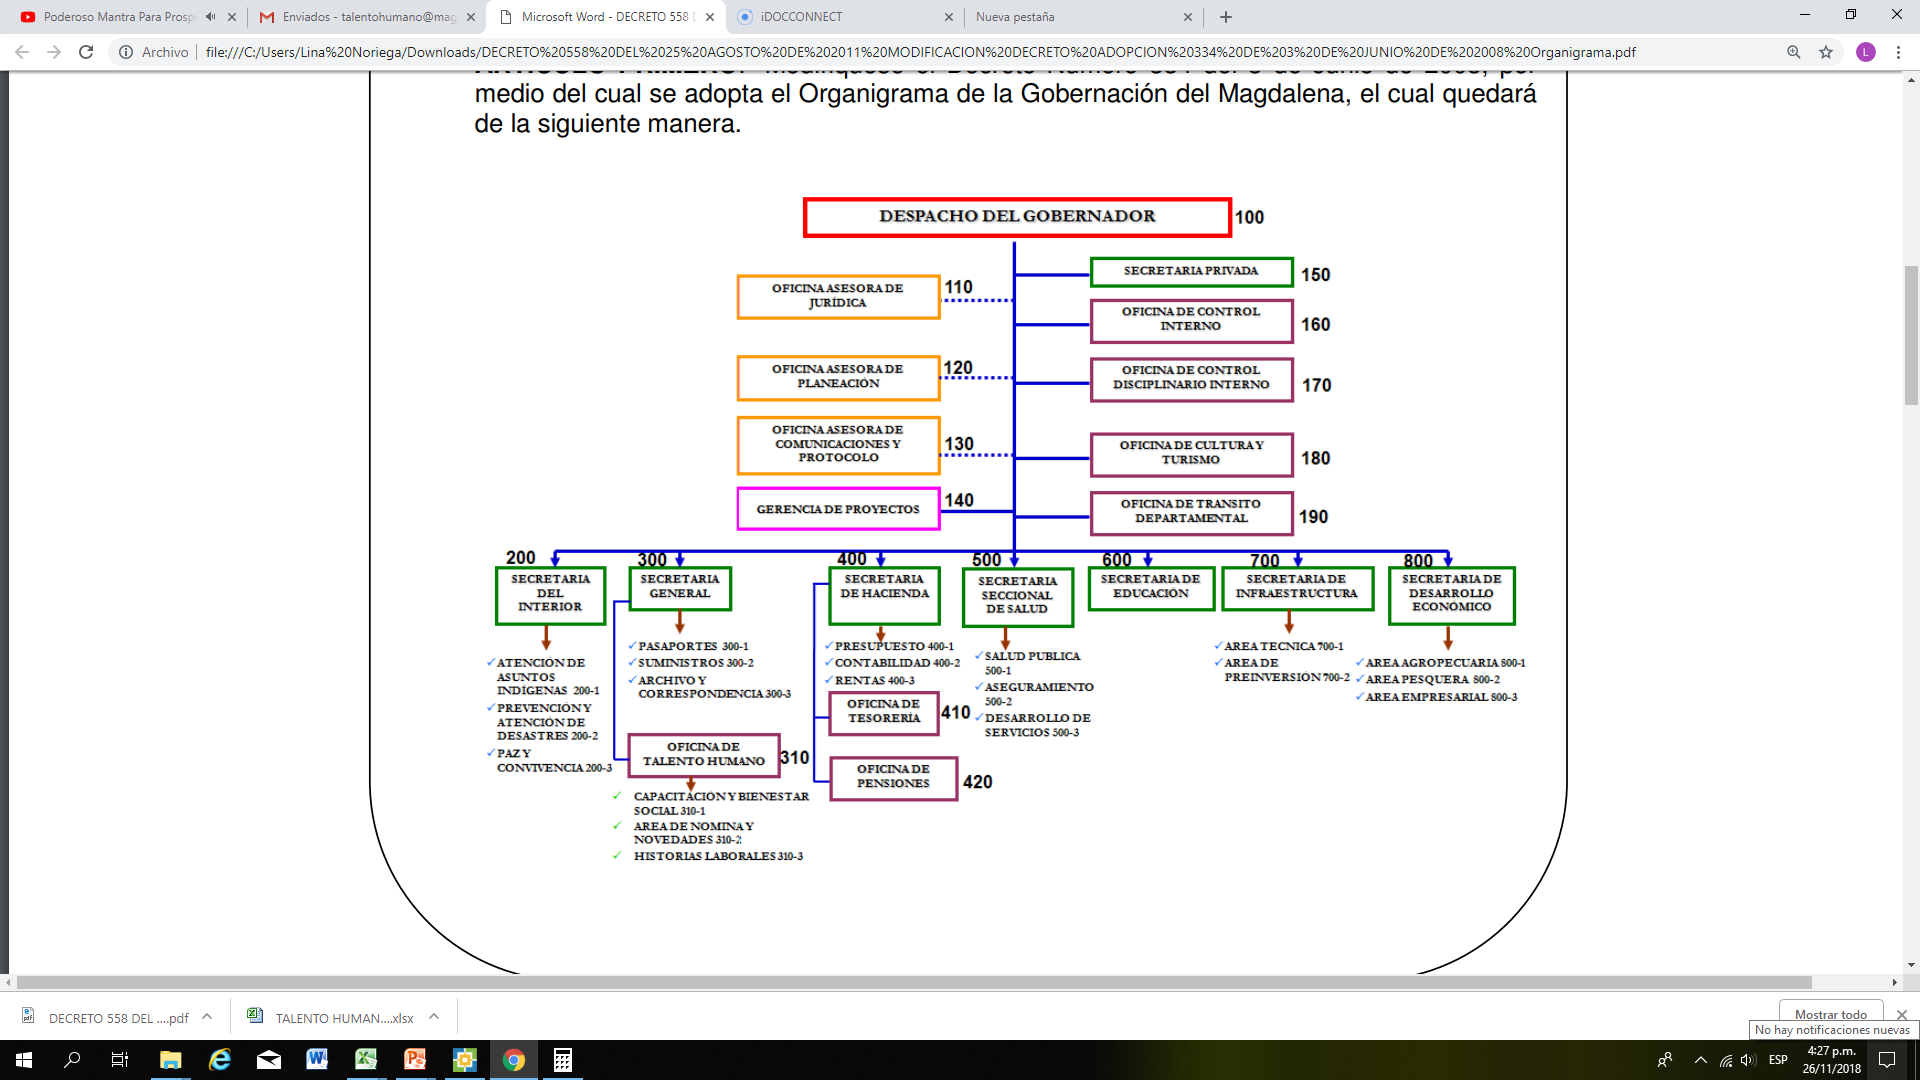 Poderoso Mantra Para Prosp
Enviados - talentohumano@mag
Microsoft Word - DECRETO 558 D
iDOCCONNECT
Nueva pestaña
Archivo
file:///C:/Users/Lina%20Noriega/Downloads/DECRETO%20558%20DEL%2025%20AGOSTO%20DE%202011%20MODIFICACION%20DECRETO%20ADOPCION%20334%20DE%203%20DE%20JUNIO%20DE%202008%20Organigrama.pdf
L
medio del cual se adopta el Organigrama de la Gobernación del Magdalena, el cual quedará
de la siguiente manera.
DESPACHO DEL GOBERNADOR 100
OFICINA ASESORA DE
JURÍDICA
110
OFICINA ASESORA DE
PLANEACIÓN
120
OFICINA ASESORA DE
COMUNICACIONES Y
PROTOCOLO
130
GERENCIA DE PROYECTOS
140
SECRETARIA PRIVADA
150
OFICINA DE CONTROL
INTERNO
160
OFICINA DE CONTROL
DISCIPLINARIO INTERNO
170
OFICINA DE CULTURA Y
TURISMO
180
OFICINA DE TRANSITO
DEPARTAMENTAL
190
200
SECRETARIA
DEL
INTERIOR
ATENCIÓN DE
ASUNTOS
INDÍGENAS 200-1
PREVENCIÓN Y
ATENCIÓN DE
DESASTRES 200-2
PAZ Y
CONVIVENCIA 200-3
300
SECRETARIA
GENERAL
PASAPORTES 300-1
SUMINISTROS 300-2
ARCHIVO Y
CORRESPONDENCIA 300-3
OFICINA DE
TALENTO HUMANO
310
CAPACITACIÓN Y BIENESTAR
SOCIAL 310-1
AREA DE NOMINA Y
NOVEDADES 310-2
HISTORIAS LABORALES 310-3
400
SECRETARIA
DE HACIENDA
PRESUPUESTO 400-1
CONTABILIDAD 400-2
RENTAS 400-3
OFICINA DE
TESORERÍA
410
OFICINA DE
PENSIONES
420
500
SECRETARIA
SECCIONAL
DE SALUD
SALUD PUBLICA
500-1
ASEGURAMIENTO
500-2
DESARROLLO DE
SERVICIOS 500-3
600
SECRETARIA DE
EDUCACIÓN
700
SECRETARIA DE
INFRAESTRUCTURA
AREA TECNICA 700-1
AREA DE
PREINVERSIÓN 700-2
800
SECRETARIA DE
DESARROLLO
ECONÓMICO
AREA AGROPECUARIA 800-1
AREA PESQUERA 800-2
AREA EMPRESARIAL 800-3
DECRETO 558 DEL ....pdf
TALENTO HUMAN....xlsx
Mostrar todo
No hay notificaciones nuevas
ESP
4:27 p.m.
26/11/2018